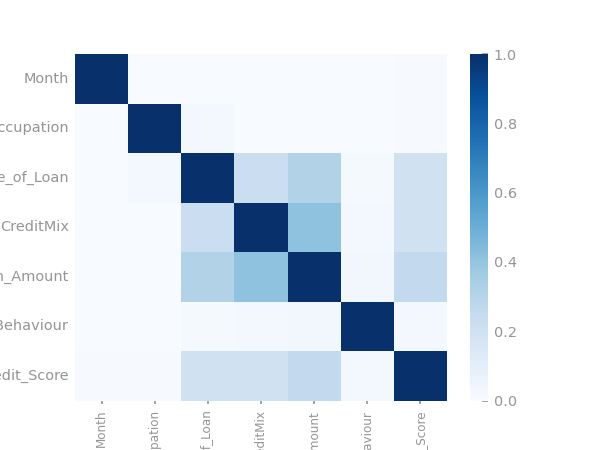 Month
ccupation
e_of_Loan
CreditMix
n_Amount
Behaviour
edit_Score
Month
pation
f_Loan
ditMix
mount
aviour
_Score
1.0
0.8
0.6
0.4
0.2
0.0